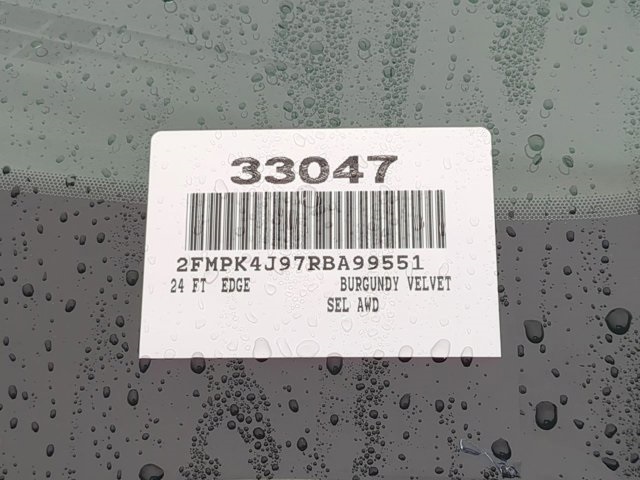 33047
2FMPK4J97RBA99551
24 FT EDGE BURGUNDY VELVET
SEL AWD